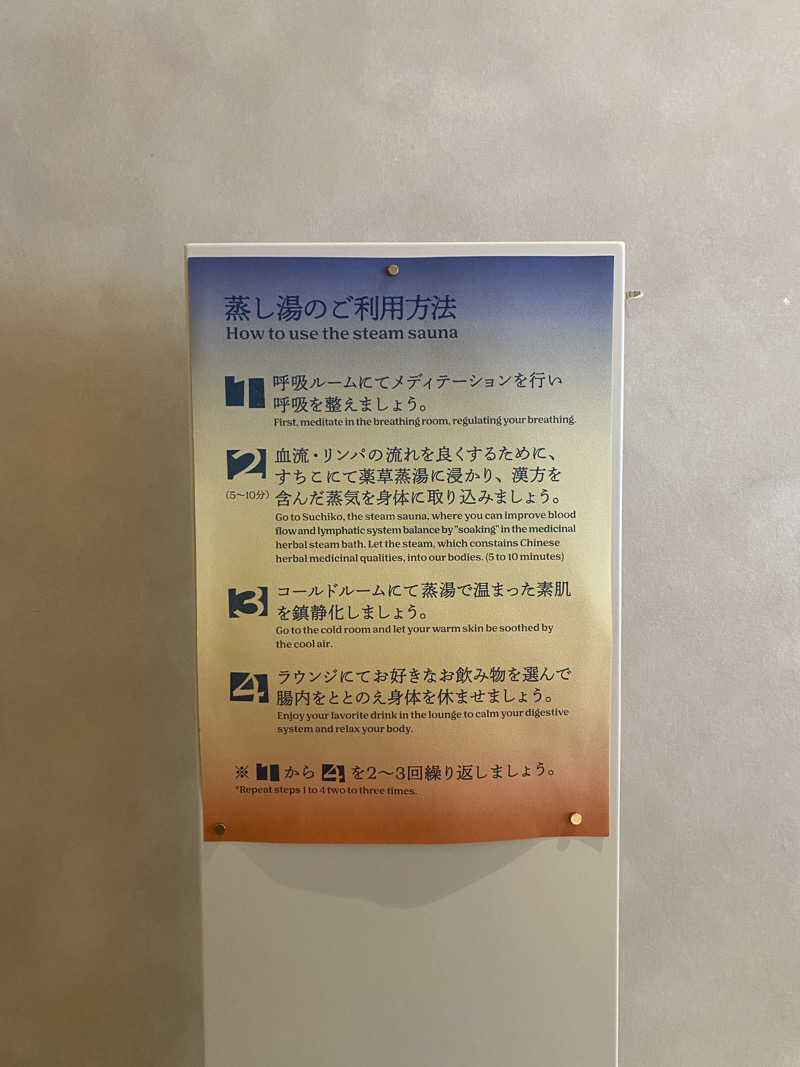 蒸し湯のご利用方法
How to use the steam sauna
1 呼吸ルームにてメディテーションを行い
呼吸を整えましょう。
First, meditate in the breathing room, regulating your breathing.
2 血流・リンパの流れを良くするために、
すちこにて薬草蒸湯に浸かり、漢方を
(5〜10分) 含んだ蒸気を身体に取り込みましょう。
Go to Suchiko, the steam sauna, where you can improve blood
flow and lymphatic system balance by "soaking" in the medicinal
herbal steam bath. Let the steam, which constains Chinese
herbal medicinal qualities, into our bodies. (5 to 10 minutes)
3 コールドルームにて蒸湯で温まった素肌
を鎮静化しましょう。
Go to the cold room and let your warm skin be soothed by
the cool air.
4 ラウンジにてお好きなお飲み物を選んで
腸内をととのえ身体を休ませましょう。
Enjoy your favorite drink in the lounge to calm your digestive
system and relax your body.
※ 1 から 4 を2〜3回繰り返しましょう。
*Repeat steps 1 to 4 two to three times.